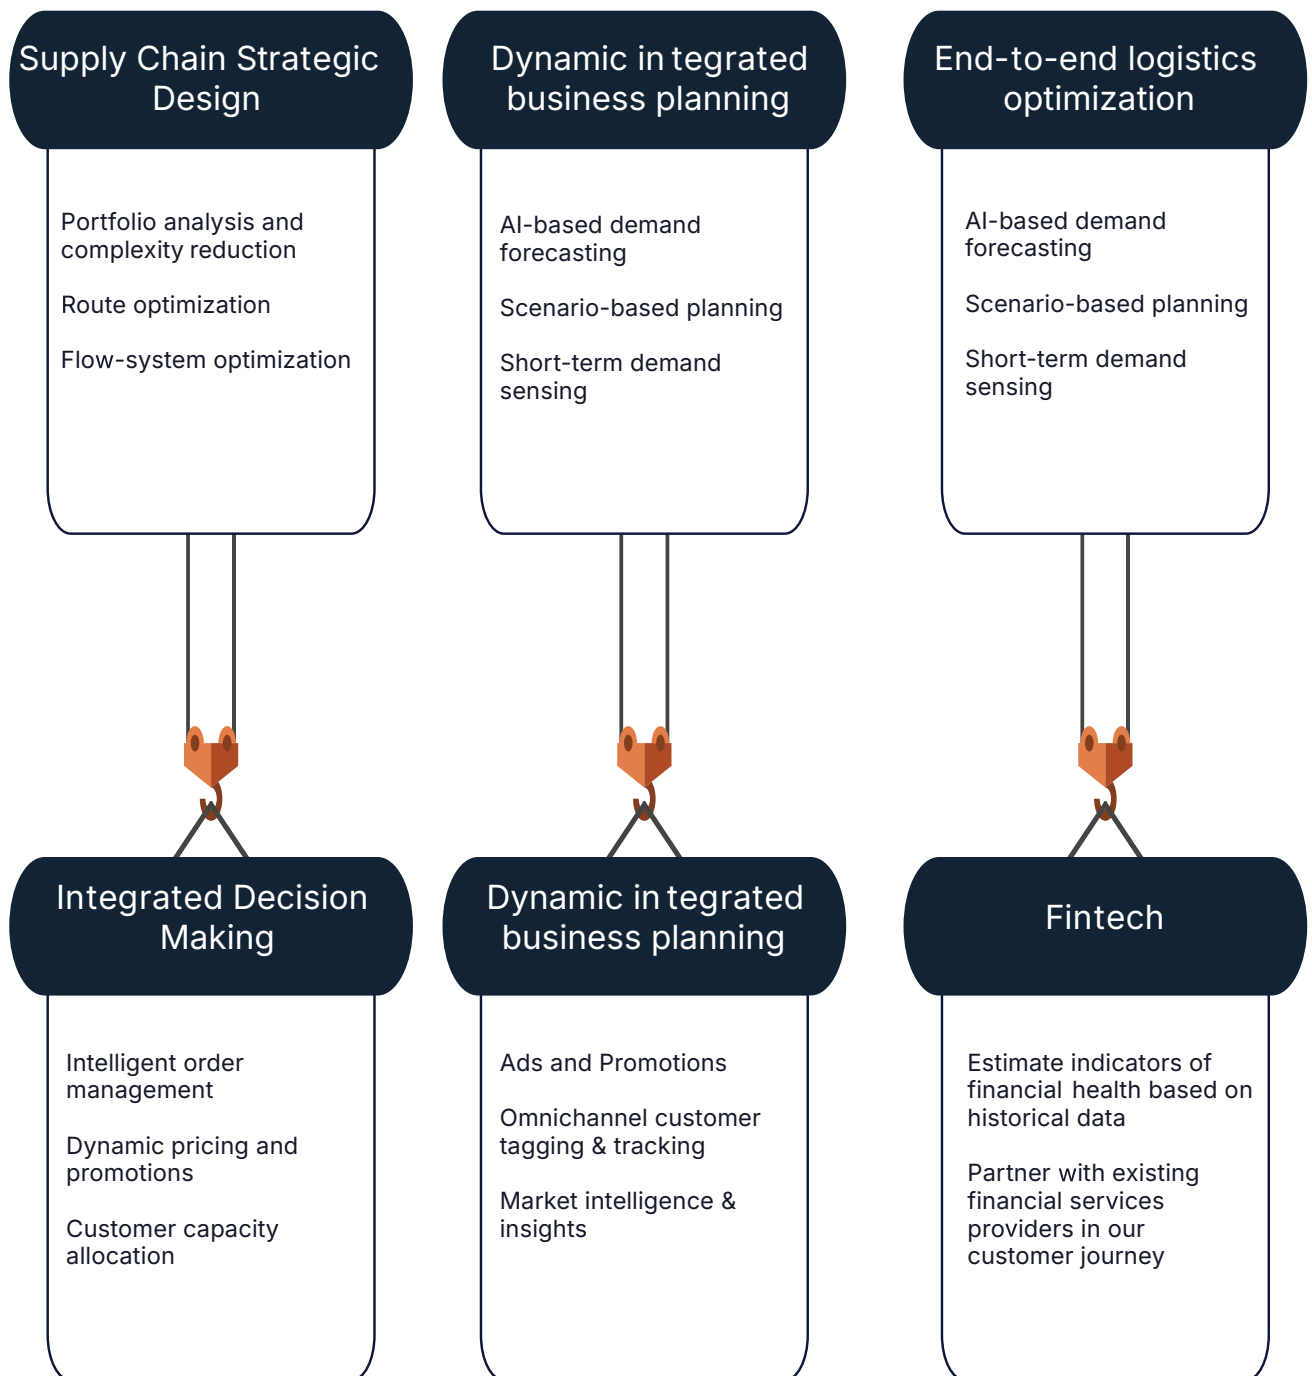 Supply Chain Strategic
Design
Portfolio analysis and
complexity reduction
Route optimization
Flow-system optimization
Dynamic in tegrated
business planning
AI-based demand
forecasting
Scenario-based planning
Short-term demand
sensing
End-to-end logistics
optimization
AI-based demand
forecasting
Scenario-based planning
Short-term demand
sensing
Integrated Decision
Making
Intelligent order
management
Dynamic pricing and
promotions
Customer capacity
allocation
Dynamic in tegrated
business planning
Ads and Promotions
Omnichannel customer
tagging & tracking
Market intelligence &
insights
Fintech
Estimate indicators of
financial health based on
historical data
Partner with existing
financial services
providers in our
customer journey